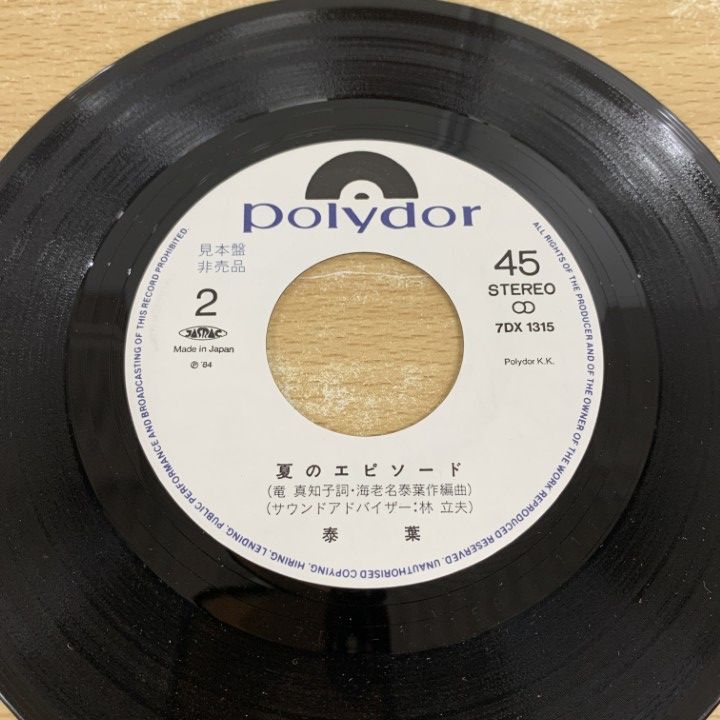 polydor
見本盤
非売品
2
JASRAC
Made in Japan
℗ '84
45
STEREO
7DX 1315
Polydor K.K.
夏のエピソード
(竜 真知子詞・海老名泰葉作編曲)
(サウンドアドバイザー:林 立夫)
泰 葉
ALL RIGHTS OF THE PRODUCER AND OF THE OWNER OF THE WORK REPRODUCED RESERVED. UNAUTHORISED COPYING, HIRING, LENDING, PUBLIC PERFORMANCE AND BROADCASTING OF THIS RECORD PROHIBITED.